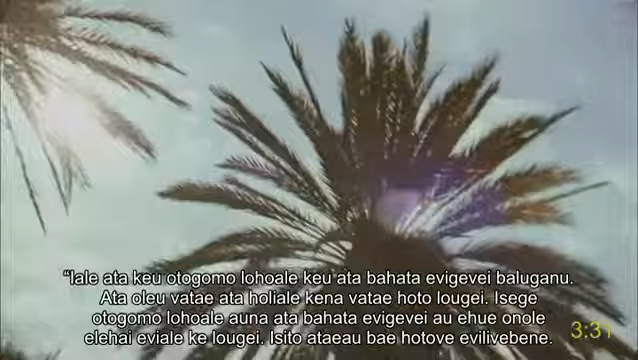 “Iale ata keu otogomo lohoale keu ata bahata evigevei baluganu.
Ata oleu vatae ata holiale kena vatae hoto lougei. Isege
otogomo lohoale auna ata bahata evigevei au ehue onole
elehai eviale ke lougei. Isito ataeau bae hotove evilivebene.
3:31